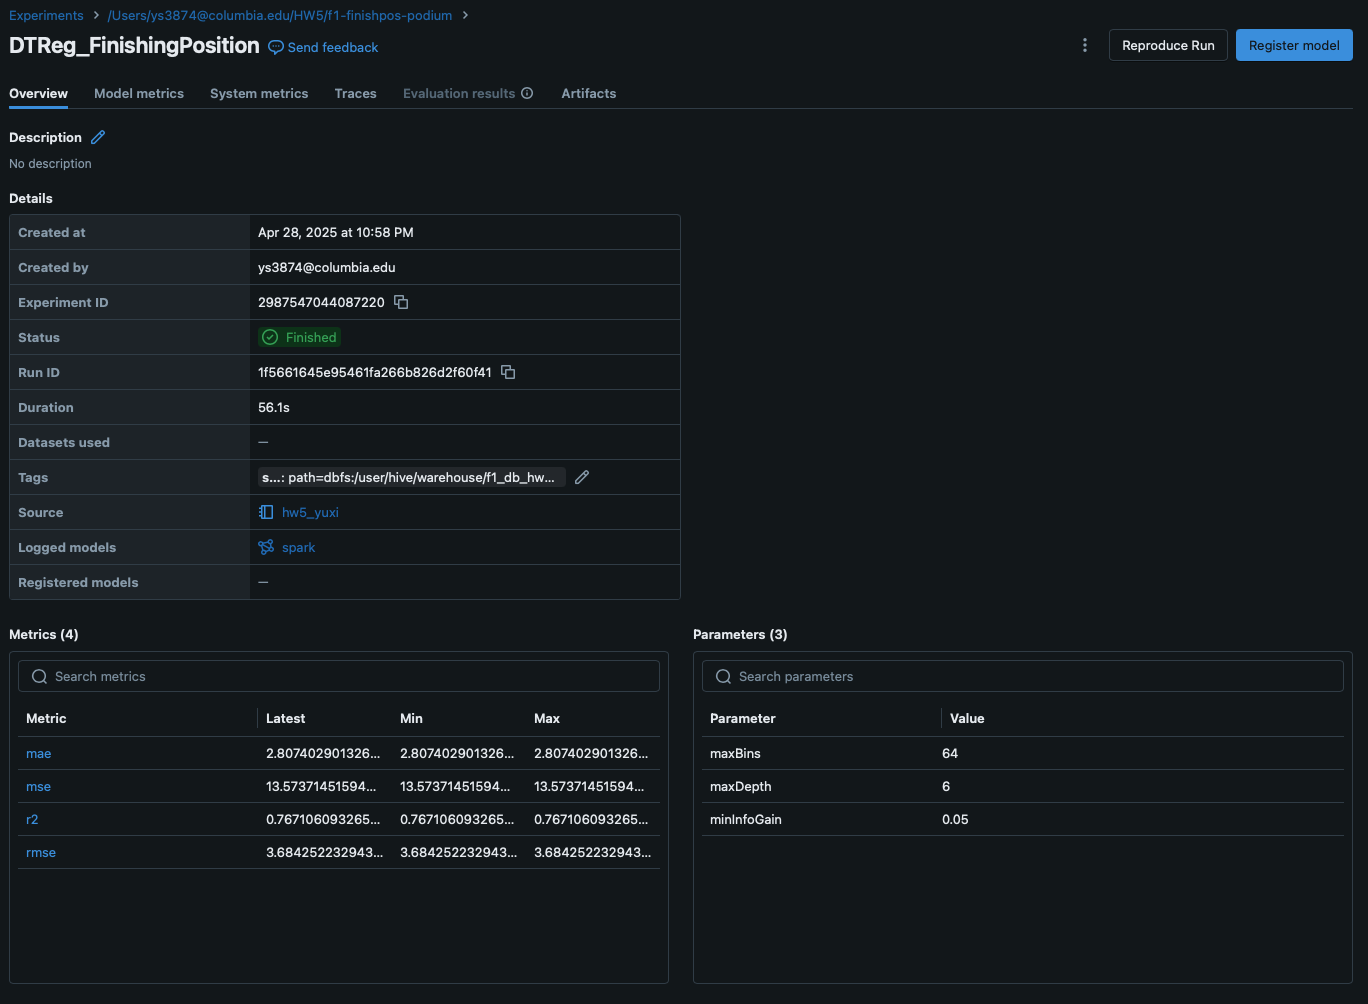 Experiments > /Users/ys3874@columbia.edu/HW5/f1-finishpos-podium >
DTReg_FinishingPosition Send feedback
Reproduce Run Register model
Overview Model metrics System metrics Traces Evaluation results Artifacts
Description
No description
Details
Created at Apr 28, 2025 at 10:58 PM
Created by ys3874@columbia.edu
Experiment ID 2987547044087220
Status Finished
Run ID 1f5661645e95461fa266b826d2f60f41
Duration 56.1s
Datasets used —
Tags s...: path=dbfs:/user/hive/warehouse/f1_db_hw...
Source hw5_yuxi
Logged models spark
Registered models —
Metrics (4)
Search metrics
Metric Latest Min Max
mae 2.807402901326... 2.807402901326... 2.807402901326...
mse 13.57371451594... 13.57371451594... 13.57371451594...
r2 0.767106093265... 0.767106093265... 0.767106093265...
rmse 3.684252232943... 3.684252232943... 3.684252232943...
Parameters (3)
Search parameters
Parameter Value
maxBins 64
maxDepth 6
minInfoGain 0.05